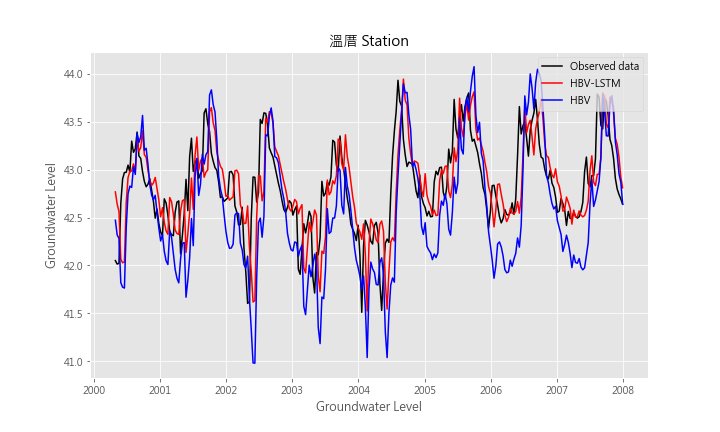 溫厝 Station
Observed data
HBV-LSTM
HBV
44.0
43.5
43.0
42.5
42.0
41.5
41.0
Groundwater Level
2000 2001 2002 2003 2004 2005 2006 2007 2008
Groundwater Level